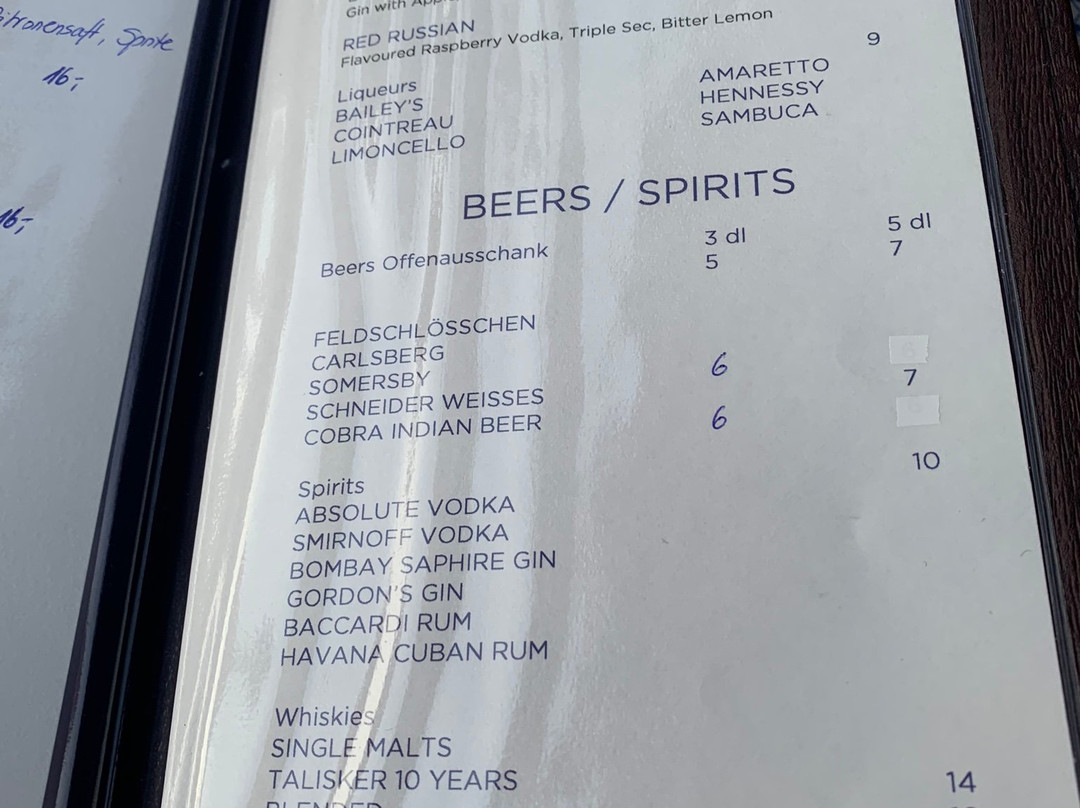 Sprite
16,-
16,-
Gin with
RED RUSSIAN
Flavoured Raspberry Vodka, Triple Sec, Bitter Lemon
Liqueurs 9
BAILEY'S AMARETTO
COINTREAU HENNESSY
LIMONCELLO SAMBUCA
BEERS / SPIRITS
Beers Offenausschank 3 dl 5 dl
5 7
FELDSCHLÖSSCHEN
CARLSBERG
SOMERSBY 6
SCHNEIDER WEISSES 7
COBRA INDIAN BEER 6
Spirits 10
ABSOLUTE VODKA
SMIRNOFF VODKA
BOMBAY SAPHIRE GIN
GORDON'S GIN
BACCARDI RUM
HAVANA CUBAN RUM
Whiskies
SINGLE MALTS
TALISKER 10 YEARS 14
BLENDED